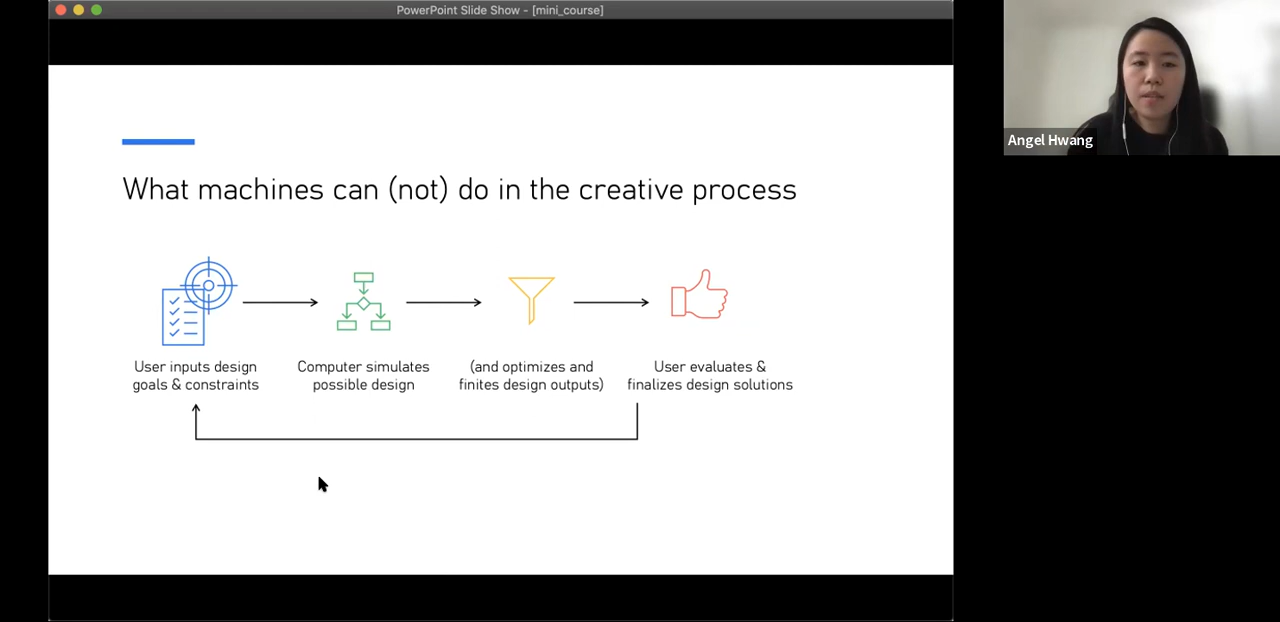 PowerPoint Slide Show - [mini_course]
Angel Hwang
What machines can (not) do in the creative process
User inputs design
goals & constraints
Computer simulates
possible design
(and optimizes and
finites design outputs)
User evaluates &
finalizes design solutions